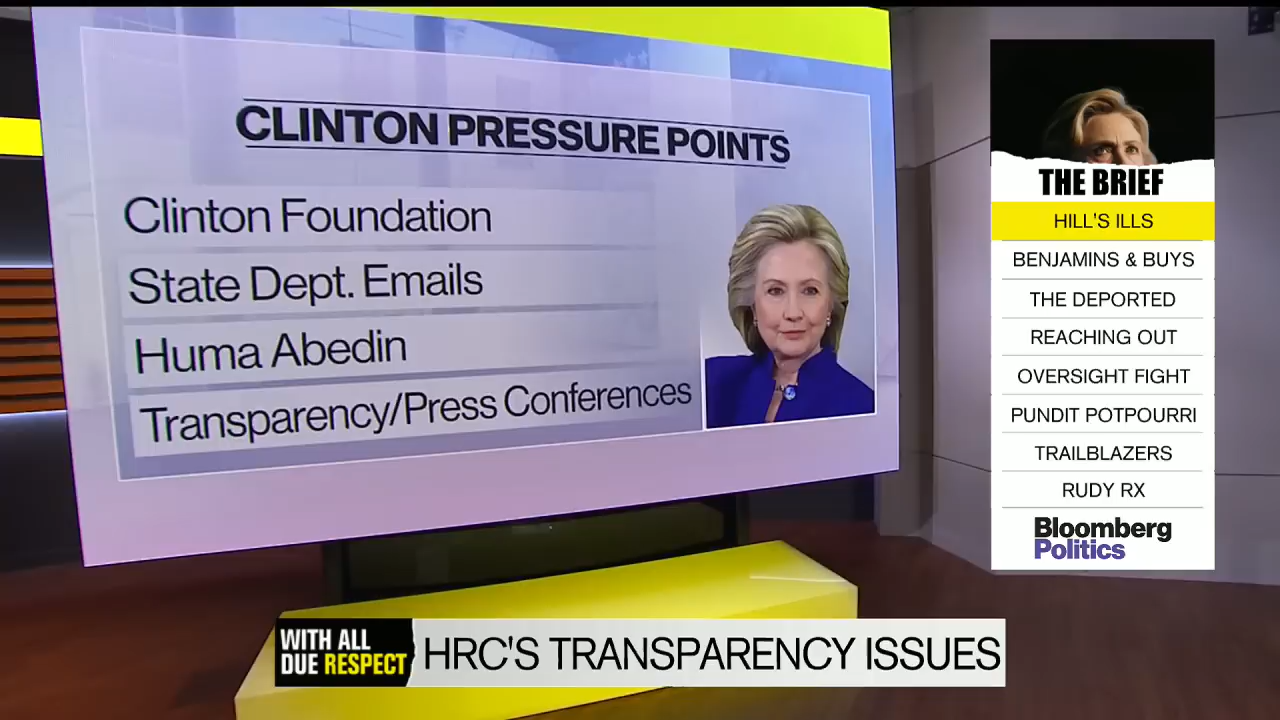 CLINTON PRESSURE POINTS
Clinton Foundation
State Dept. Emails
Huma Abedin
Transparency/Press Conferences
THE BRIEF
HILL'S ILLS
BENJAMINS & BUYS
THE DEPORTED
REACHING OUT
OVERSIGHT FIGHT
PUNDIT POTPOURRI
TRAILBLAZERS
RUDY RX
Bloomberg
Politics
WITH ALL
DUE RESPECT
HRC'S TRANSPARENCY ISSUES